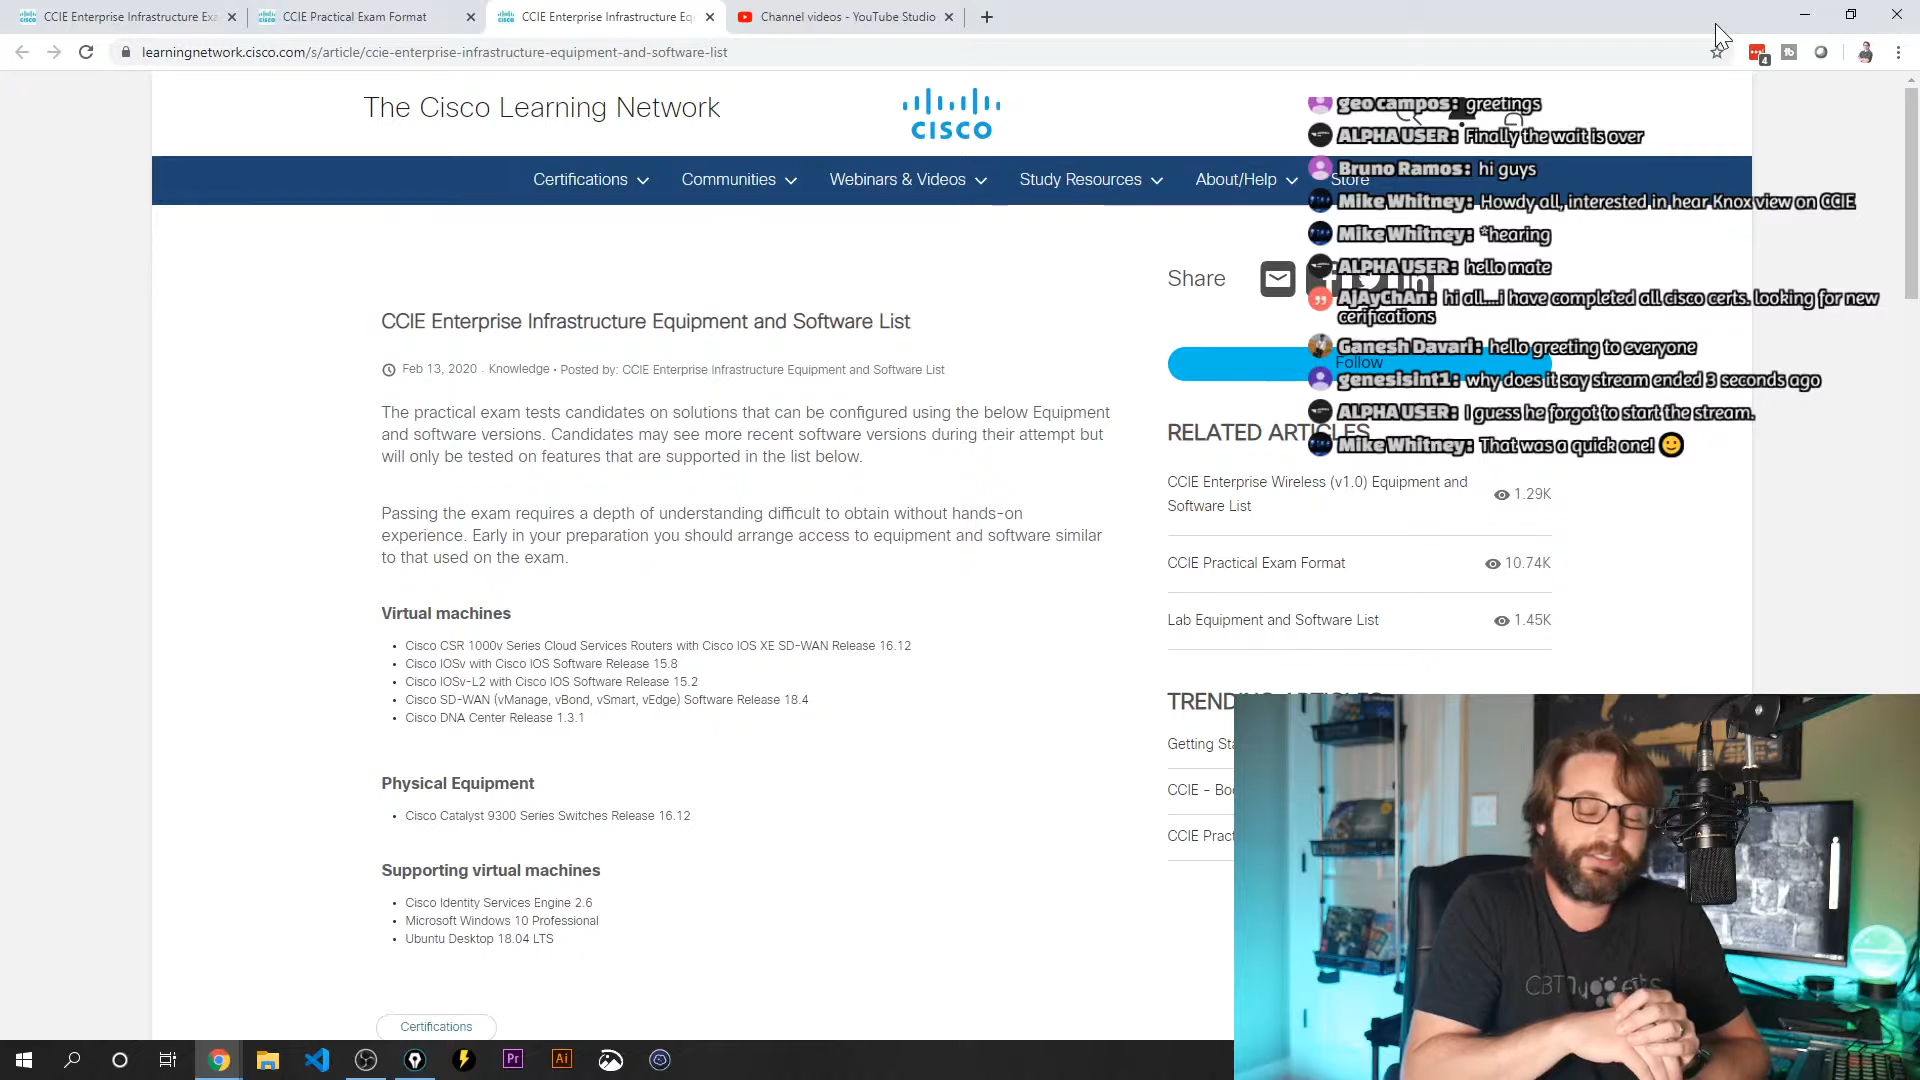 CCIE Enterprise Infrastructure Exa
CCIE Practical Exam Format
CCIE Enterprise Infrastructure Eq
Channel videos - YouTube Studio
learningnetwork.cisco.com/s/article/ccie-enterprise-infrastructure-equipment-and-software-list
4
The Cisco Learning Network
CISCO
Certifications
Communities
Webinars & Videos
Study Resources
About/Help
Store
geo campos: greetings
ALPHA USER: Finally the wait is over
Bruno Ramos: hi guys
Mike Whitney: Howdy all, interested in hear Knox view on CCIE
Mike Whitney: *hearing
ALPHA USER: hello mate
AjAyChAn: hi all....i have completed all cisco certs. looking for new
cerifications
Ganesh Davari: hello greeting to everyone
genesisint1: why does it say stream ended 3 seconds ago
ALPHA USER: I guess he forgot to start the stream.
Mike Whitney: That was a quick one!
Share
Follow
CCIE Enterprise Infrastructure Equipment and Software List
Feb 13, 2020 . Knowledge • Posted by: CCIE Enterprise Infrastructure Equipment and Software List
The practical exam tests candidates on solutions that can be configured using the below Equipment
and software versions. Candidates may see more recent software versions during their attempt but
will only be tested on features that are supported in the list below.
Passing the exam requires a depth of understanding difficult to obtain without hands-on
experience. Early in your preparation you should arrange access to equipment and software similar
to that used on the exam.
Virtual machines
• Cisco CSR 1000v Series Cloud Services Routers with Cisco IOS XE SD-WAN Release 16.12
• Cisco IOSv with Cisco IOS Software Release 15.8
• Cisco IOSv-L2 with Cisco IOS Software Release 15.2
• Cisco SD-WAN (vManage, vBond, vSmart, vEdge) Software Release 18.4
• Cisco DNA Center Release 1.3.1
Physical Equipment
• Cisco Catalyst 9300 Series Switches Release 16.12
Supporting virtual machines
• Cisco Identity Services Engine 2.6
• Microsoft Windows 10 Professional
• Ubuntu Desktop 18.04 LTS
Certifications
RELATED ARTICLES
CCIE Enterprise Wireless (v1.0) Equipment and
Software List
1.29K
CCIE Practical Exam Format
10.74K
Lab Equipment and Software List
1.45K
TRENDING ARTICLES
Getting Sta
CCIE - Boo
CCIE Pract
CBT
Pr
Ai